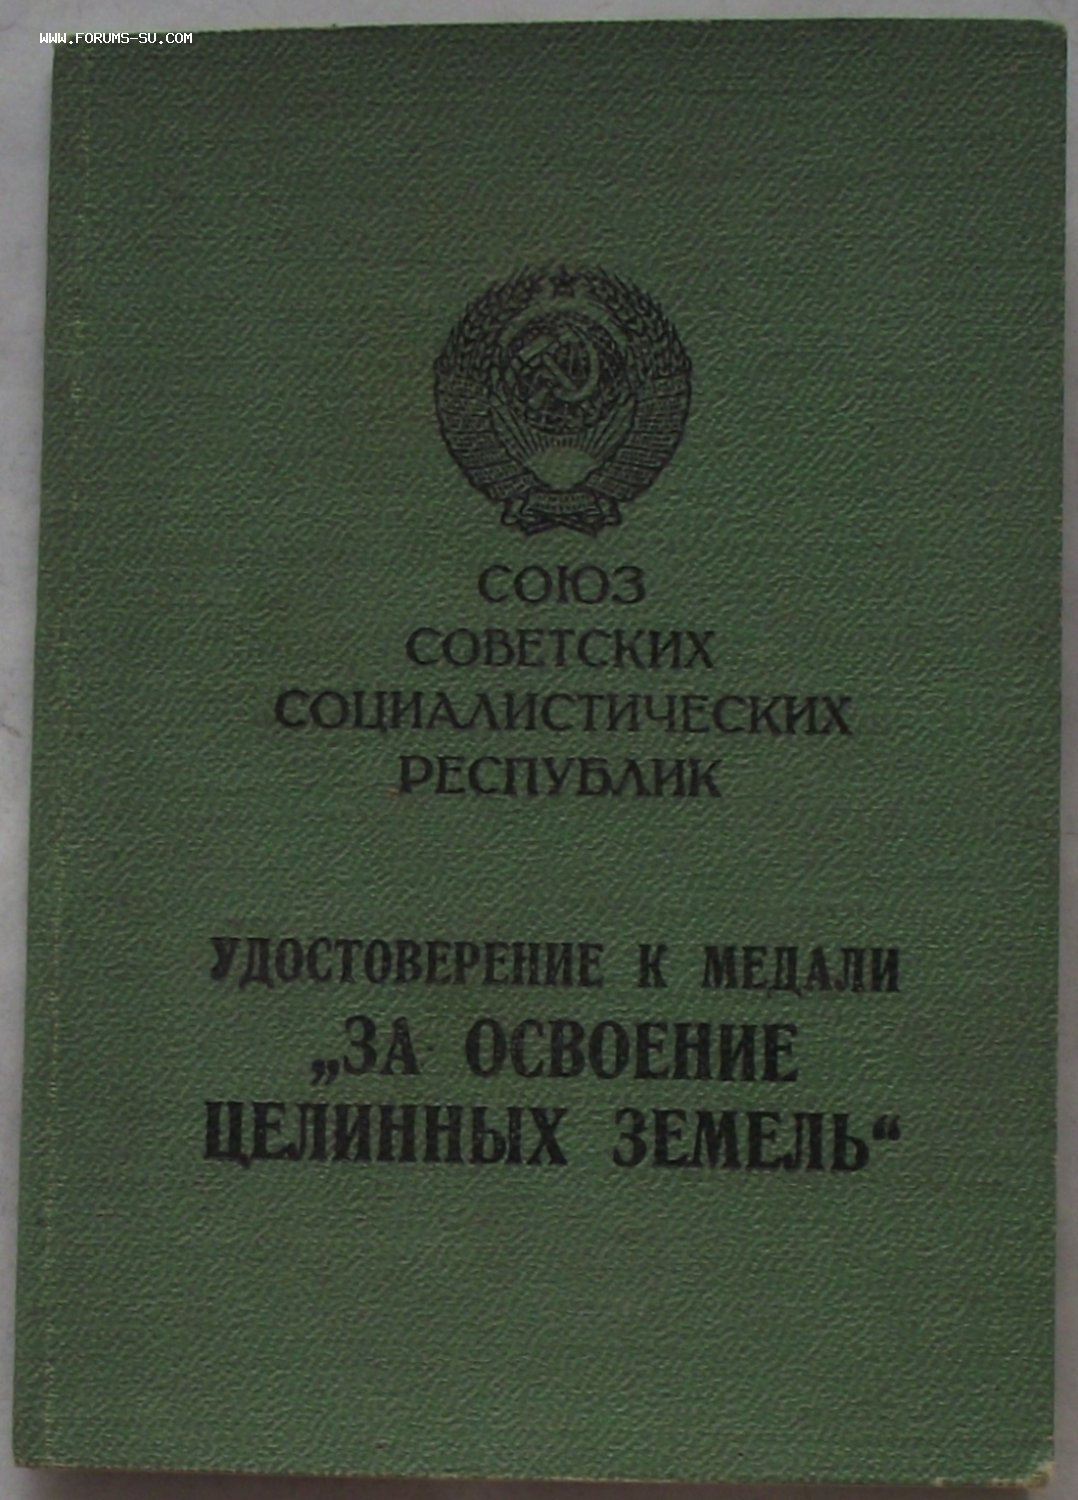 WWW.FORUMS-SU.COM
СОЮЗ
СОВЕТСКИХ
СОЦИАЛИСТИЧЕСКИХ
РЕСПУБЛИК
УДОСТОВЕРЕНИЕ К МЕДАЛИ
„ЗА ОСВОЕНИЕ
ЦЕЛИННЫХ ЗЕМЕЛЬ“